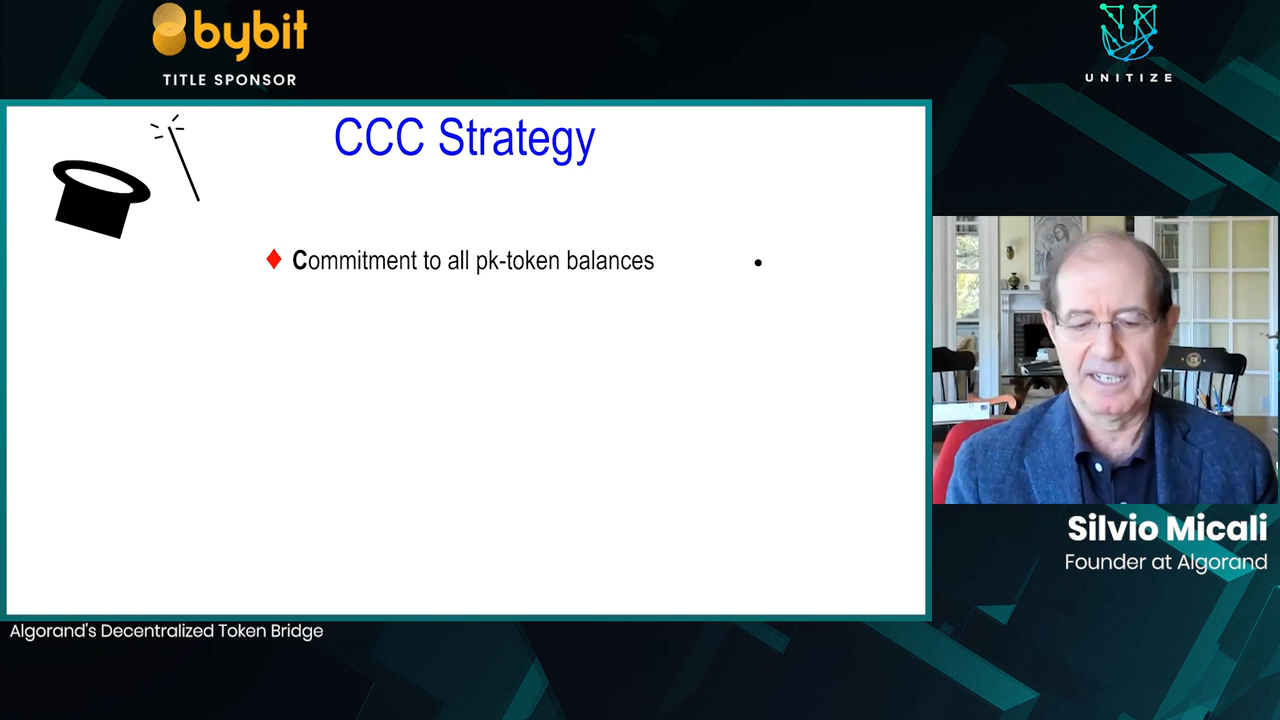 bybit
TITLE SPONSOR
UNITIZE
CCC Strategy
Commitment to all pk-token balances
Silvio Micali
Founder at Algorand
Algorand's Decentralized Token Bridge